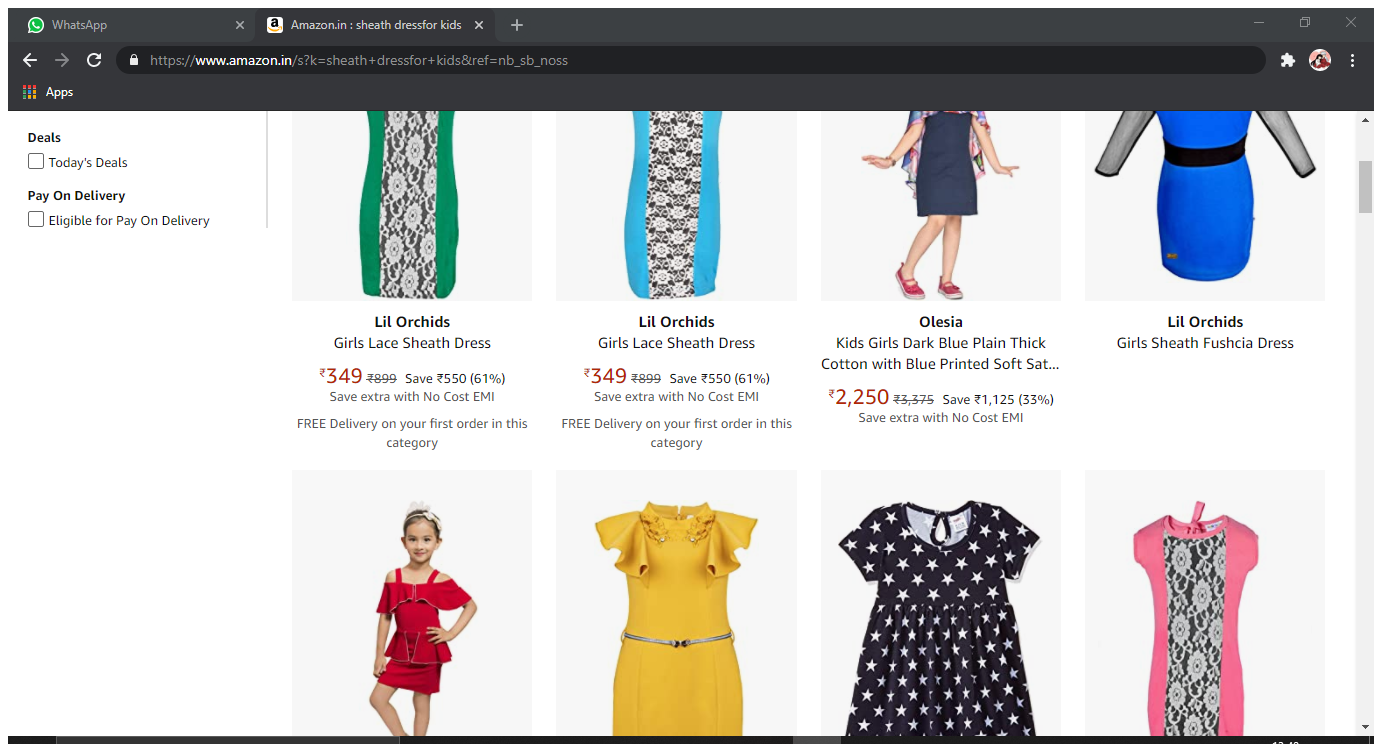 WhatsApp
Amazon.in : sheath dressfor kids
https://www.amazon.in/s?k=sheath+dressfor+kids&ref=nb_sb_noss
Apps
Deals
Today's Deals
Pay On Delivery
Eligible for Pay On Delivery
Lil Orchids
Girls Lace Sheath Dress
₹349 ₹899 Save ₹550 (61%)
Save extra with No Cost EMI
FREE Delivery on your first order in this
category
Lil Orchids
Girls Lace Sheath Dress
₹349 ₹899 Save ₹550 (61%)
Save extra with No Cost EMI
FREE Delivery on your first order in this
category
Olesia
Kids Girls Dark Blue Plain Thick
Cotton with Blue Printed Soft Sat...
₹2,250 ₹3,375 Save ₹1,125 (33%)
Save extra with No Cost EMI
Lil Orchids
Girls Sheath Fushcia Dress